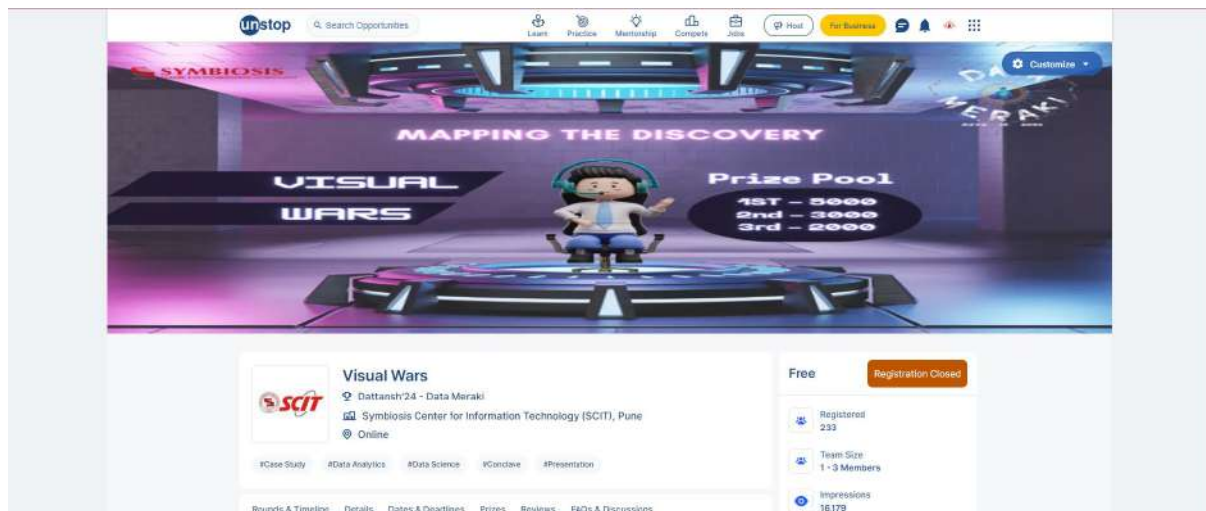 unstop
Search Opportunities
Learn
Practice
Mentorship
Compete
Jobs
Host
For Business
SYMBIOSIS
Customize
DATA
MERAKI
MAPPING THE DISCOVERY
VISUAL
WARS
Prize Pool
1ST – 5000
2nd – 3000
3rd – 2000
SCIT
Visual Wars
Dattansh'24 - Data Meraki
Symbiosis Center for Information Technology (SCIT), Pune
Online
#Case Study #Data Analytics #Data Science #Conclave #Presentation
Free
Registration Closed
Registered
233
Team Size
1 - 3 Members
Impressions
16,179
Rounds & Timeline Details Dates & Deadlines Prizes Reviews FAQs & Discussions